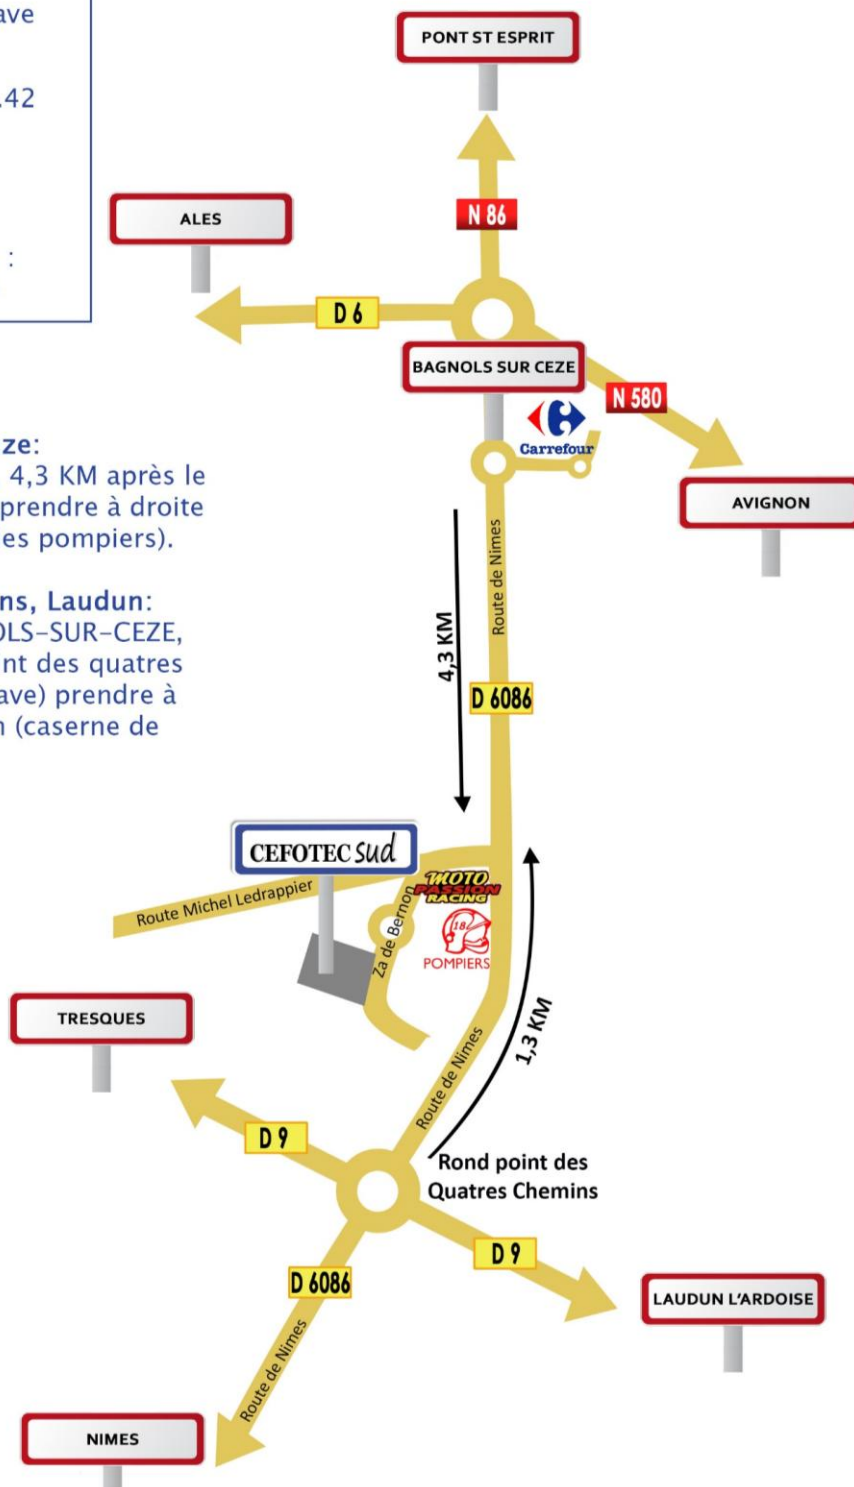 ave
.42
:
ze:
4,3 KM après le
prendre à droite
es pompiers).
ns, Laudun:
OLS-SUR-CEZE,
nt des quatres
ave) prendre à
n (caserne de
PONT ST ESPRIT
N 86
ALES
D 6
BAGNOLS SUR CEZE
N 580
Carrefour
AVIGNON
Route de Nimes
4,3 KM
D 6086
CEFOTEC sud
MOTO
PASSION
RACING
Route Michel Ledrappier
Za de Bernon
18
POMPIERS
TRESQUES
1,3 KM
Route de Nimes
D 9
Rond point des
Quatres Chemins
D 9
D 6086
LAUDUN L'ARDOISE
Route de Nimes
NIMES